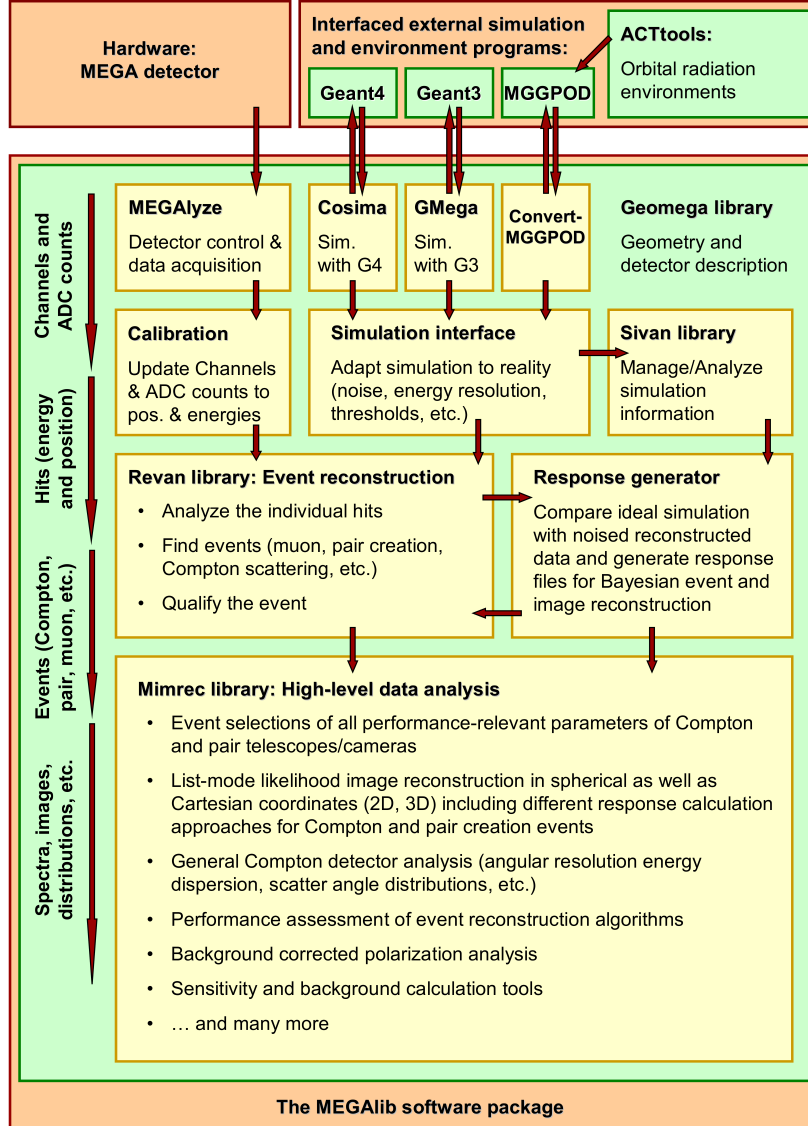 Hardware:
MEGA detector
Interfaced external simulation
and environment programs:
Geant4
Geant3
MGGPOD
ACTtools:
Orbital radiation
environments
Channels and
ADC counts
Hits (energy
and position)
Events (Compton,
pair, muon, etc.)
Spectra, images,
distributions, etc.
MEGAlyze
Detector control &
data acquisition
Cosima
Sim.
with G4
GMega
Sim.
with G3
Convert-
MGGPOD
Geomega library
Geometry and
detector description
Calibration
Update Channels
& ADC counts to
pos. & energies
Simulation interface
Adapt simulation to reality
(noise, energy resolution,
thresholds, etc.)
Sivan library
Manage/Analyze
simulation
information
Revan library: Event reconstruction
• Analyze the individual hits
• Find events (muon, pair creation,
Compton scattering, etc.)
• Qualify the event
Response generator
Compare ideal simulation
with noised reconstructed
data and generate response
files for Bayesian event and
image reconstruction
Mimrec library: High-level data analysis
• Event selections of all performance-relevant parameters of Compton
and pair telescopes/cameras
• List-mode likelihood image reconstruction in spherical as well as
Cartesian coordinates (2D, 3D) including different response calculation
approaches for Compton and pair creation events
• General Compton detector analysis (angular resolution energy
dispersion, scatter angle distributions, etc.)
• Performance assessment of event reconstruction algorithms
• Background corrected polarization analysis
• Sensitivity and background calculation tools
• … and many more
The MEGAlib software package